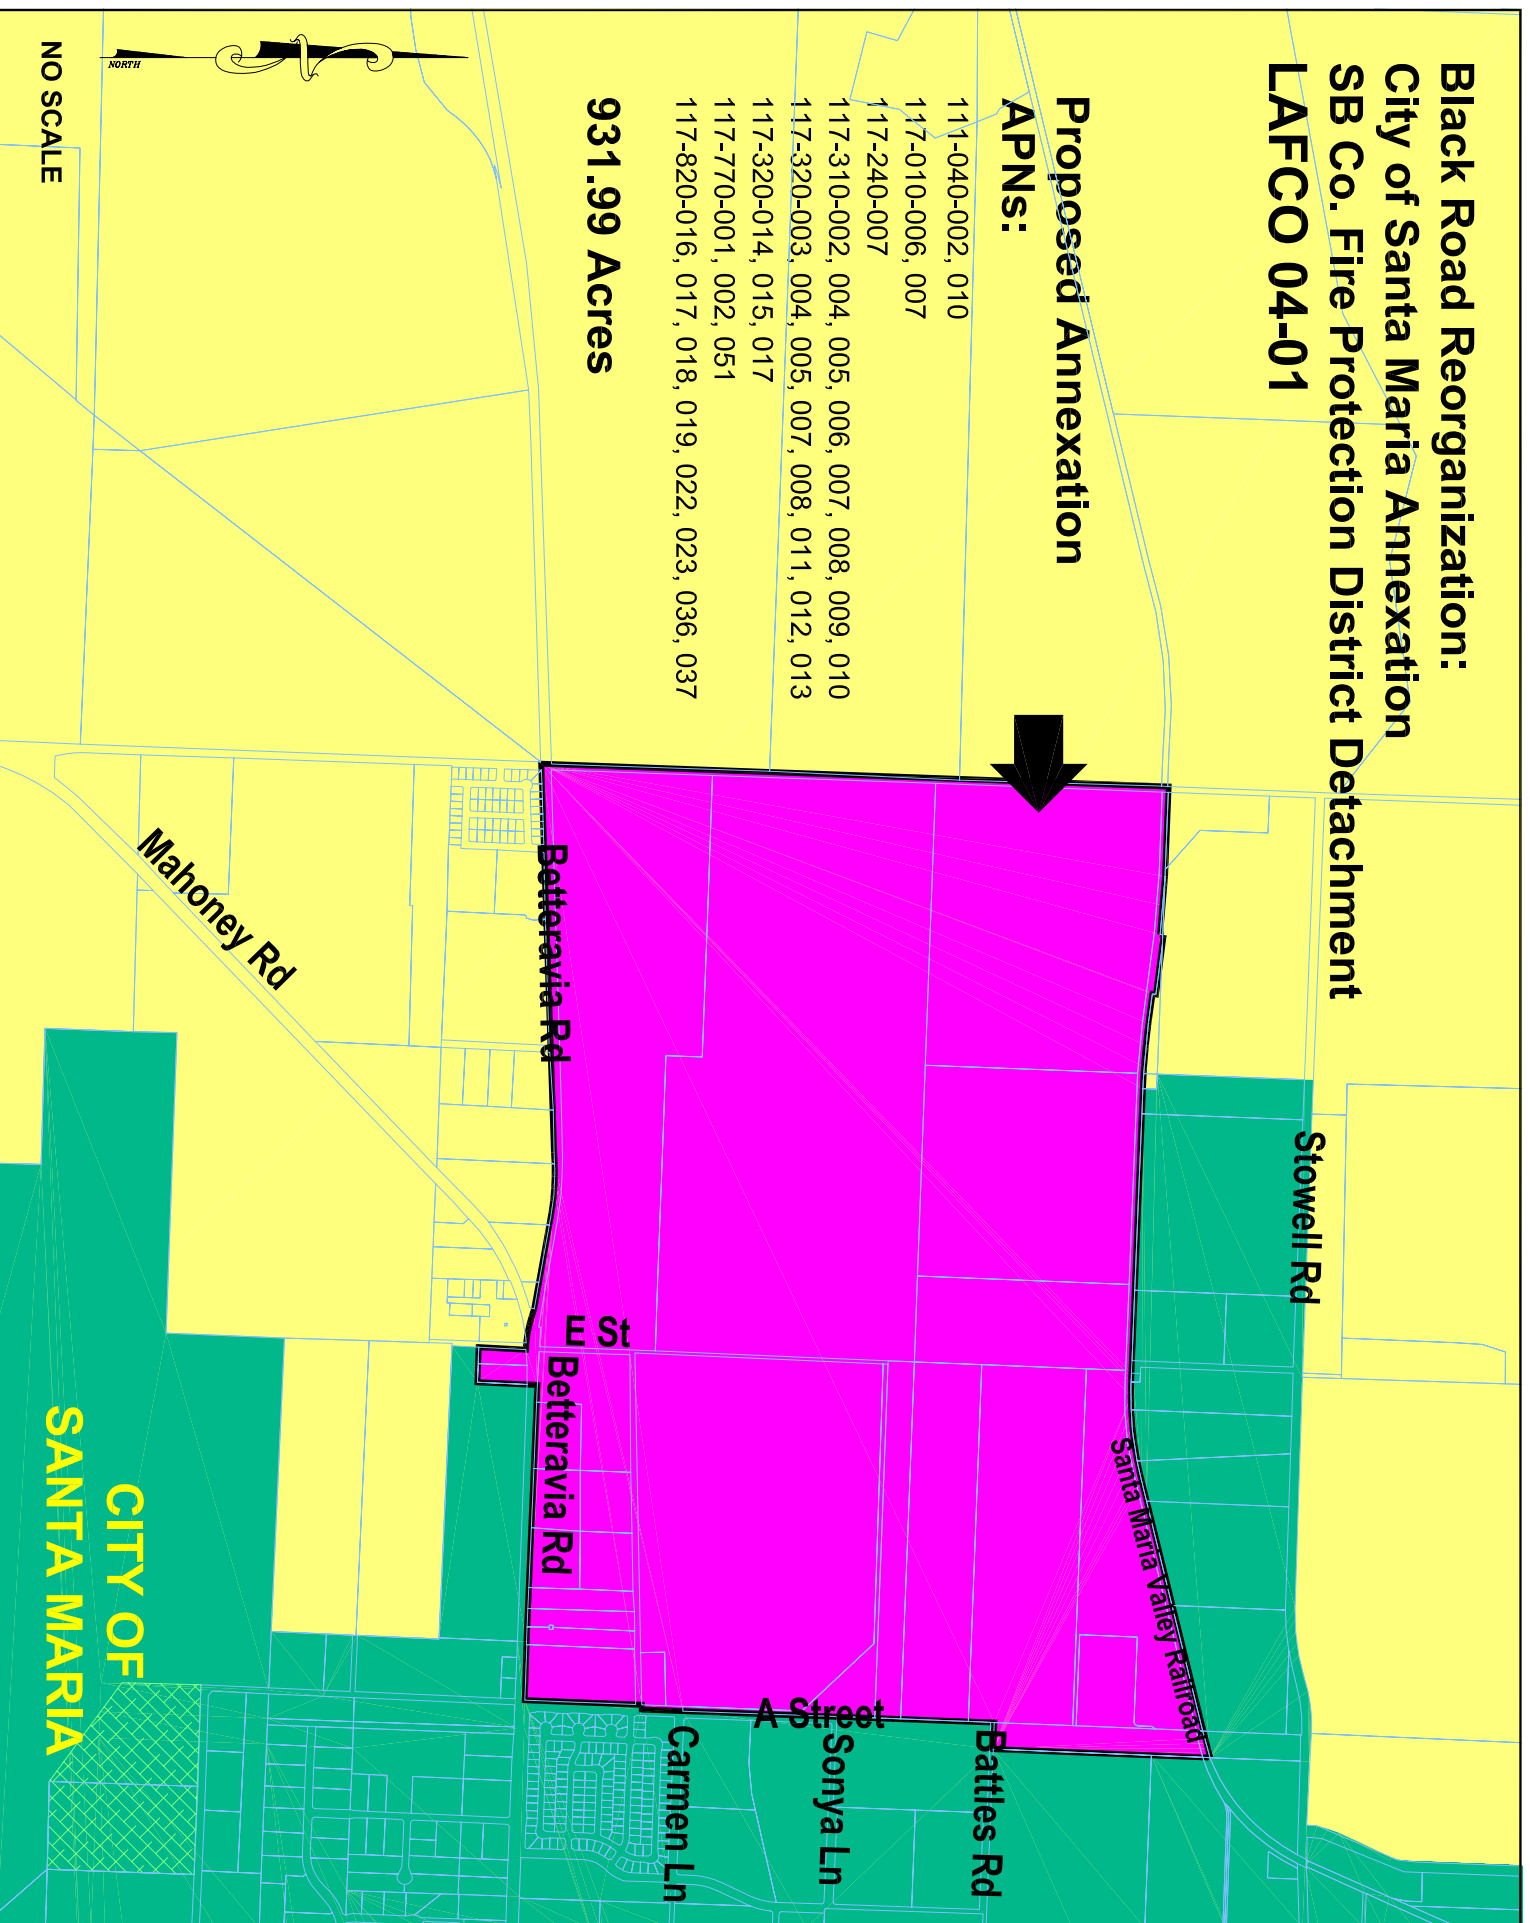 Black Road Reorganization:
City of Santa Maria Annexation
SB Co. Fire Protection District Detachment
LAFCO 04-01
Proposed Annexation
APNs:
111-040-002, 010
117-010-006, 007
117-240-007
117-310-002, 004, 005, 006, 007, 008, 009, 010
117-320-003, 004, 005, 007, 008, 011, 012, 013
117-320-014, 015, 017
117-770-001, 002, 051
117-820-016, 017, 018, 019, 022, 023, 036, 037
931.99 Acres
NORTH
NO SCALE
Stowell Rd
Santa Maria Valley Railroad
Betteravia Rd
E St
Betteravia Rd
Mahoney Rd
A Street
Battles Rd
Sonya Ln
Carmen Ln
CITY OF
SANTA MARIA